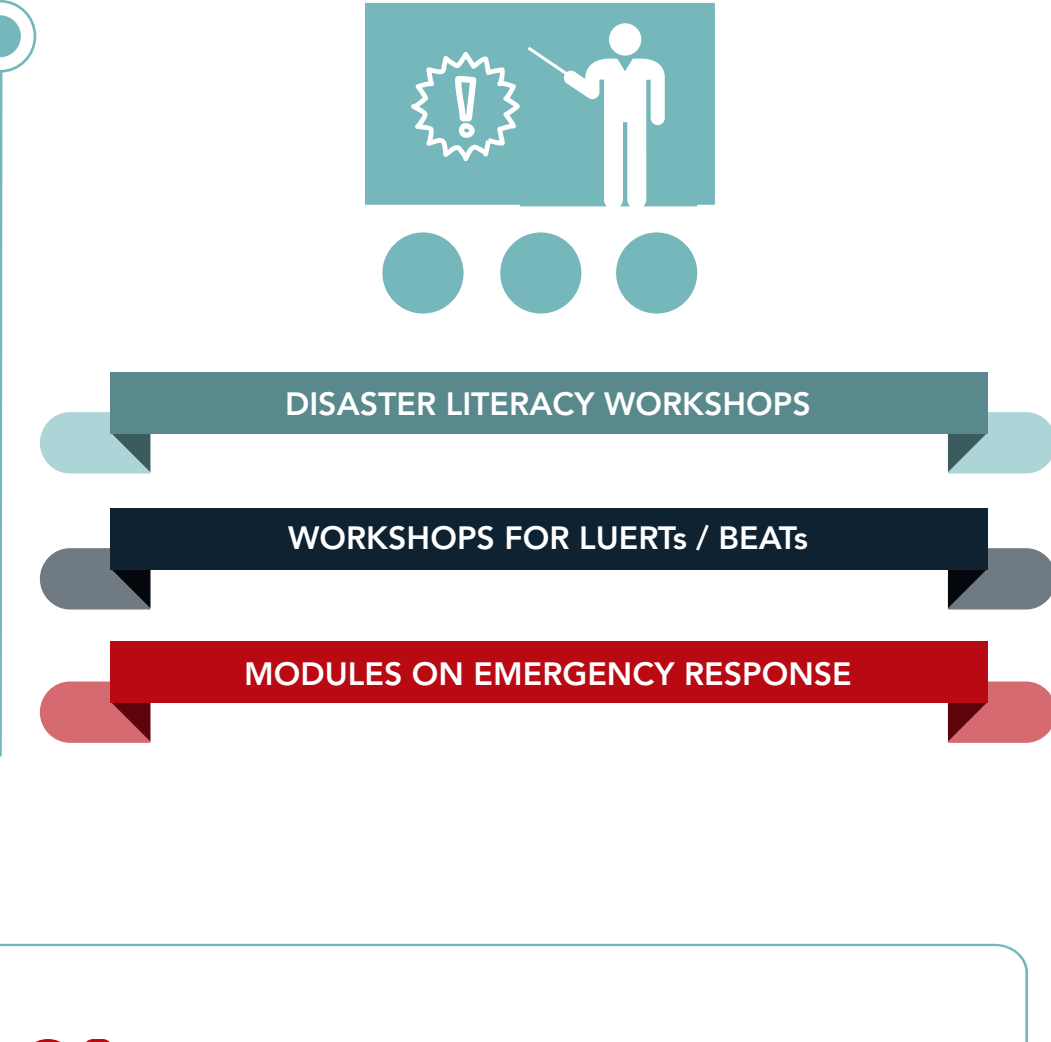 DISASTER LITERACY WORKSHOPS
WORKSHOPS FOR LUERTs / BEATs
MODULES ON EMERGENCY RESPONSE